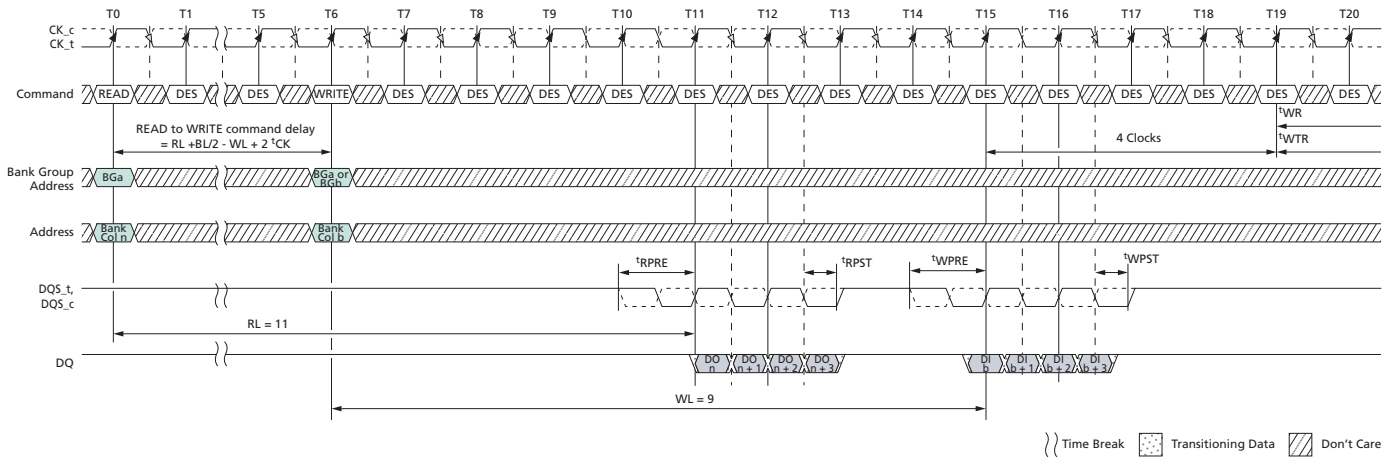 T0 T1 T5 T6 T7 T8 T9 T10 T11 T12 T13 T14 T15 T16 T17 T18 T19 T20
CK_c
CK_t
Command READ DES DES WRITE DES DES DES DES DES DES DES DES DES DES DES DES DES DES
tWR
READ to WRITE command delay
= RL +BL/2 - WL + 2 tCK
4 Clocks
tWTR
Bank Group
Address
BGa
BGa or
BGb
Address
Bank
Col n
Bank
Col b
tRPRE tRPST tWPRE tWPST
DQS_t,
DQS_c
RL = 11
DQ
DO
n
DO
n + 1
DO
n + 2
DO
n + 3
DI
b
DI
b + 1
DI
b + 2
DI
b + 3
WL = 9
Time Break Transitioning Data Don't Care